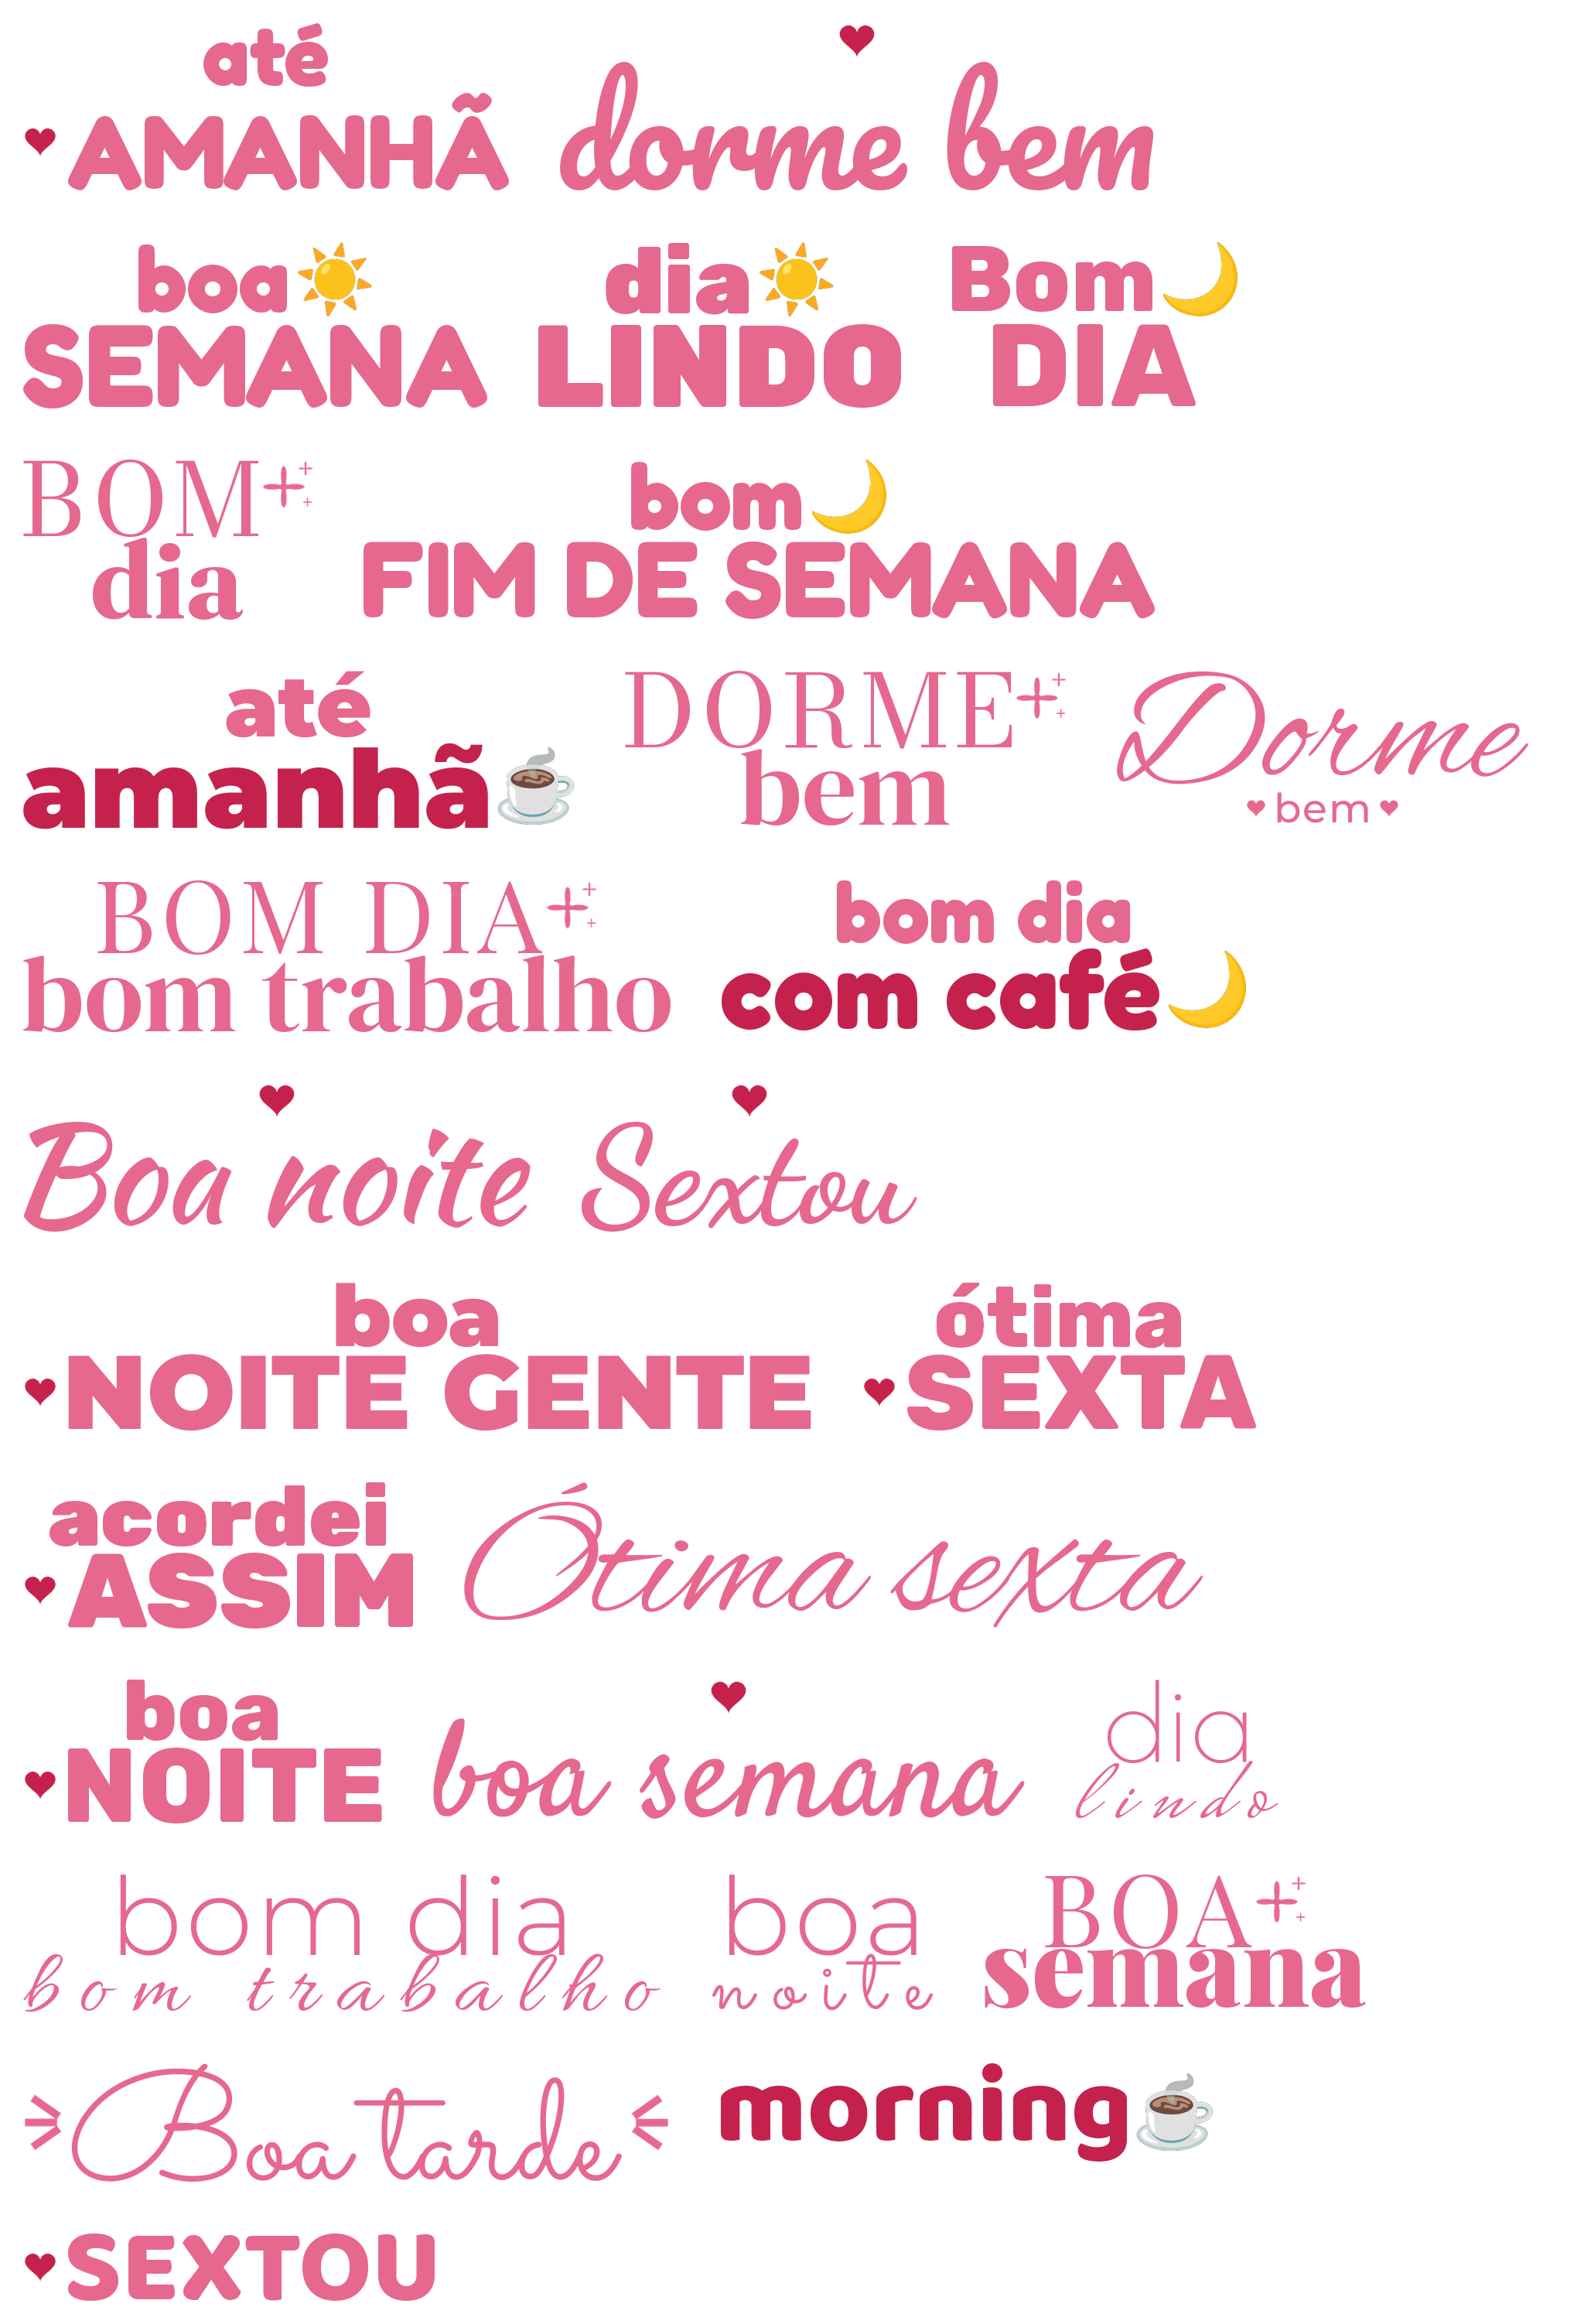 até
AMANHÃ
dorme bem
boa☀️
SEMANA
dia☀️
LINDO
Bom🌙
DIA
BOM
dia
bom🌙
FIM DE SEMANA
até
amanhã☕
DORME
bem
Dorme
♥ bem ♥
BOM DIA
bom trabalho
bom dia
com café🌙
Boa noite
Sextou
boa
NOITE GENTE
ótima
SEXTA
acordei
ASSIM
Ótima sexta
boa
NOITE
boa semana
dia
lindo
bom dia
bom trabalho
boa
noite
BOA
semana
Boa tarde
morning☕
SEXTOU